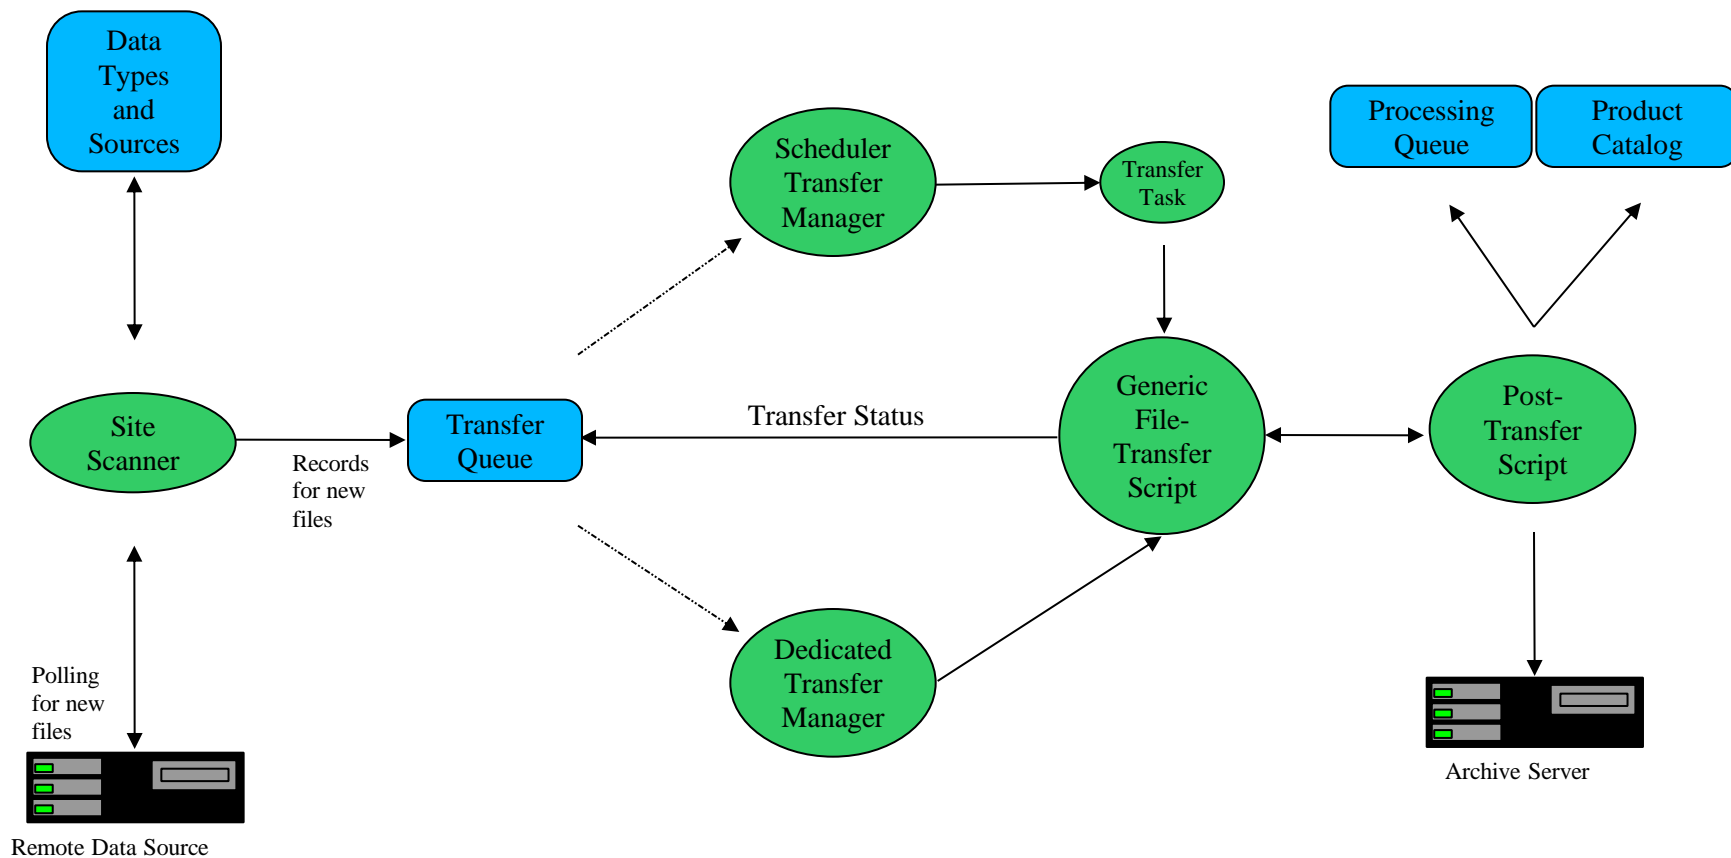 Data
Types
and
Sources
Scheduler
Transfer
Manager
Transfer
Task
Processing
Queue
Product
Catalog
Site
Scanner
Records
for new
files
Transfer
Queue
Transfer Status
Generic
File-
Transfer
Script
Post-
Transfer
Script
Polling
for new
files
Remote Data Source
Dedicated
Transfer
Manager
Archive Server